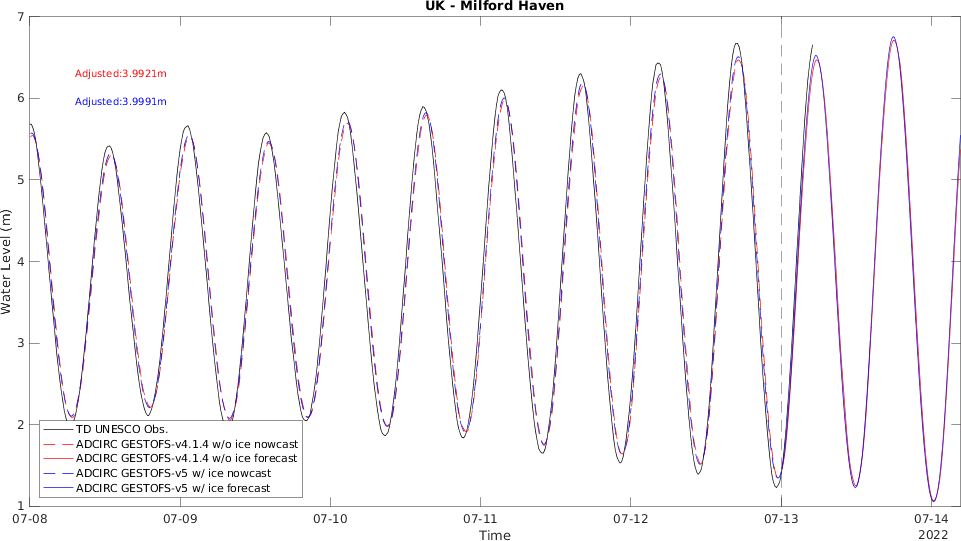 UK - Milford Haven
7
Adjusted:3.9921m
6
Adjusted:3.9991m
5
4
3
2
1
Water Level (m)
TD UNESCO Obs.
ADCIRC GESTOFS-v4.1.4 w/o ice nowcast
ADCIRC GESTOFS-v4.1.4 w/o ice forecast
ADCIRC GESTOFS-v5 w/ ice nowcast
ADCIRC GESTOFS-v5 w/ ice forecast
07-08 07-09 07-10 07-11 07-12 07-13 07-14
Time 2022